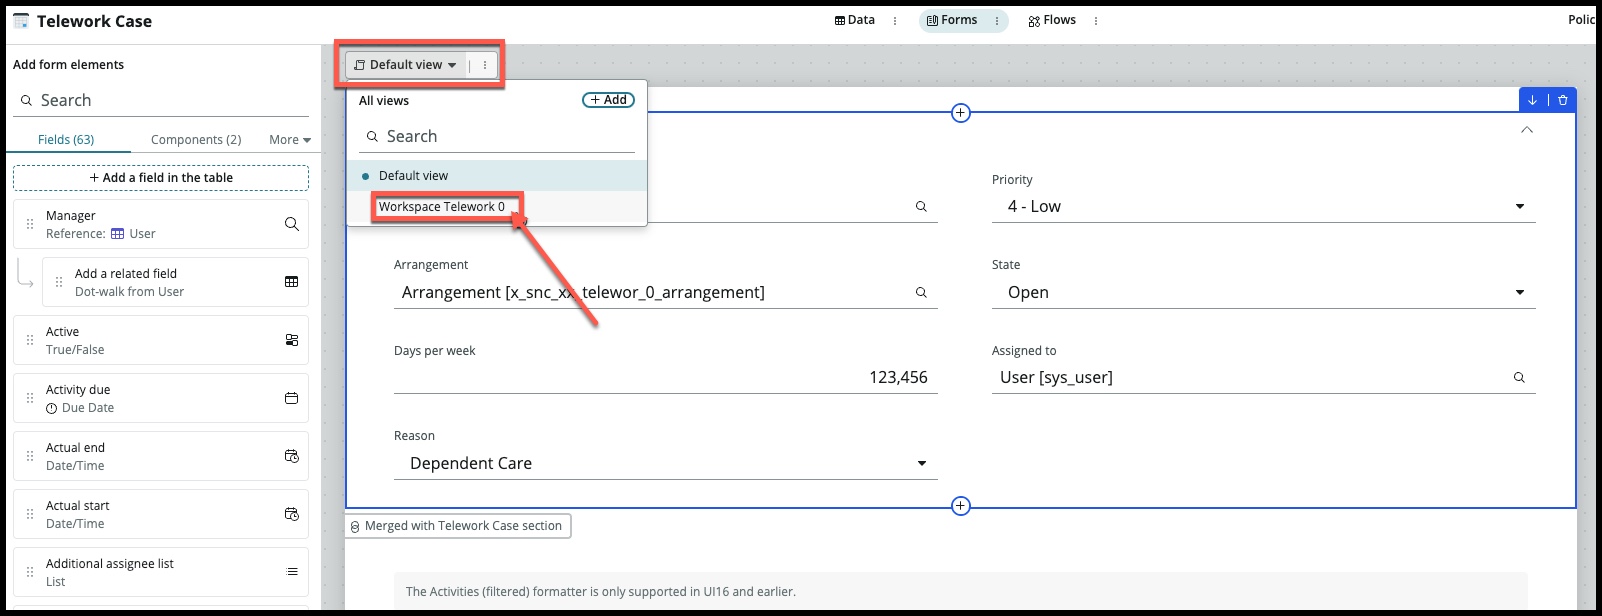 Telework Case
Data
Forms
Flows
Polic
Add form elements
Search
Fields (63)
Components (2)
More
+ Add a field in the table
Manager
Reference: User
Add a related field
Dot-walk from User
Active
True/False
Activity due
Due Date
Actual end
Date/Time
Actual start
Date/Time
Additional assignee list
List
Default view
All views
+ Add
Search
Default view
Workspace Telework 0
Priority
4 - Low
Arrangement
Arrangement [x_snc_xx_telewor_0_arrangement]
State
Open
Days per week
123,456
Assigned to
User [sys_user]
Reason
Dependent Care
Merged with Telework Case section
The Activities (filtered) formatter is only supported in UI16 and earlier.